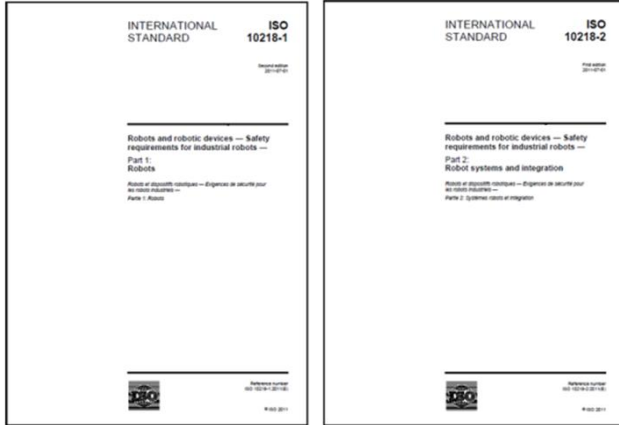 INTERNATIONAL STANDARD
ISO 10218-1
Second edition
2011-07-01
Robots and robotic devices — Safety
requirements for industrial robots —
Part 1:
Robots
Robots et dispositifs robotiques — Exigences de sécurité pour
les robots industriels —
Partie 1: Robots
ISO
Reference number
ISO 10218-1:2011(E)
© ISO 2011
INTERNATIONAL STANDARD
ISO 10218-2
First edition
2011-07-01
Robots and robotic devices — Safety
requirements for industrial robots —
Part 2:
Robot systems and integration
Robots et dispositifs robotiques — Exigences de sécurité pour
les robots industriels —
Partie 2: Systèmes robots et intégration
ISO
Reference number
ISO 10218-2:2011(E)
© ISO 2011